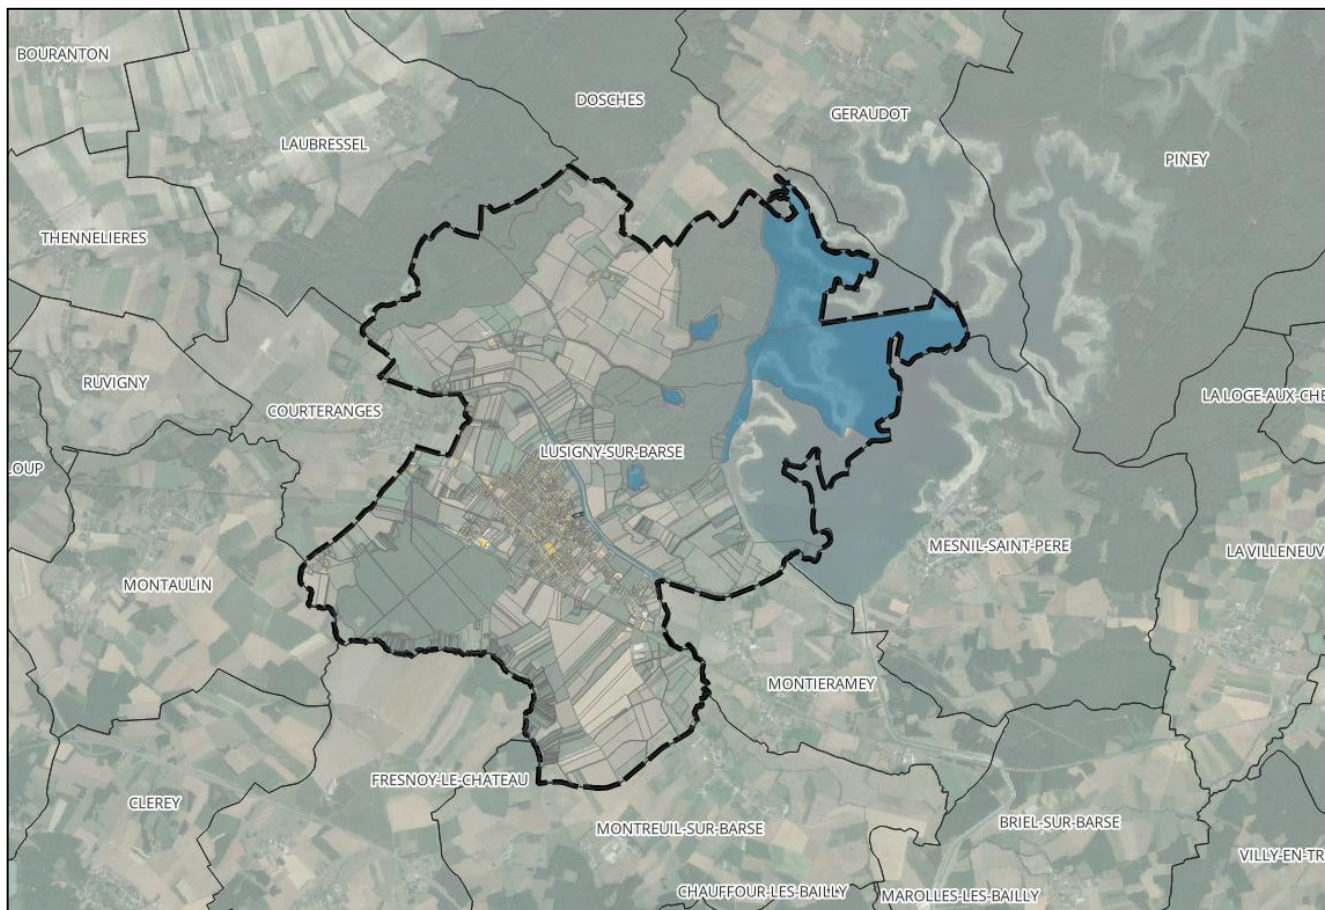 BOURANTON
DOSCHES
GERAUDOT
LAUBRESSEL
PINEY
THENNELIERES
RUVIGNY
LA LOGE-AUX-CHE
COURTERANGES
LUSIGNY-SUR-BARSE
LOUP
MESNIL-SAINT-PERE
LA VILLENEUV
MONTAULIN
MONTIERAMEY
FRESNOY-LE-CHATEAU
CLEREY
BRIEL-SUR-BARSE
MONTREUIL-SUR-BARSE
VILLY-EN-TR
CHAUFFOUR-LES-BAILLY
MAROLLES-LES-BAILLY